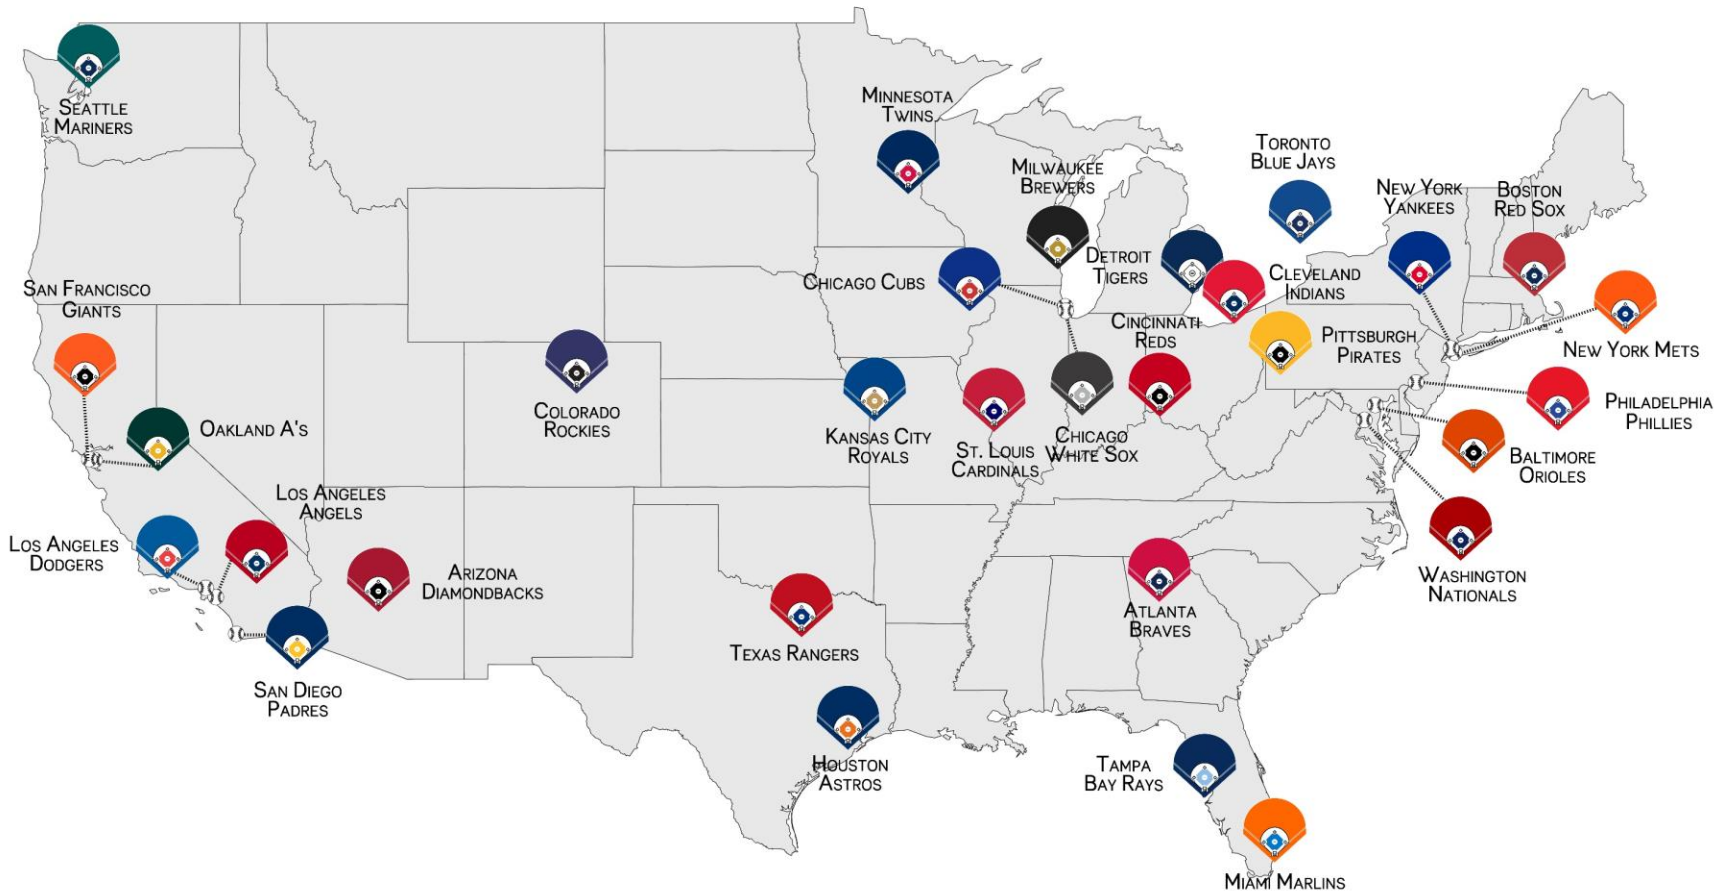 Seattle
Mariners
Minnesota
Twins
Milwaukee
Brewers
Toronto
Blue Jays
New York
Yankees
Boston
Red Sox
San Francisco
Giants
Chicago Cubs
Detroit
Tigers
Cleveland
Indians
Cincinnati
Reds
Pittsburgh
Pirates
New York Mets
Colorado
Rockies
Oakland A's
Kansas City
Royals
St. Louis
Cardinals
Chicago
White Sox
Philadelphia
Phillies
Baltimore
Orioles
Los Angeles
Angels
Los Angeles
Dodgers
Arizona
Diamondbacks
Washington
Nationals
Atlanta
Braves
Texas Rangers
San Diego
Padres
Houston
Astros
Tampa
Bay Rays
Miami Marlins